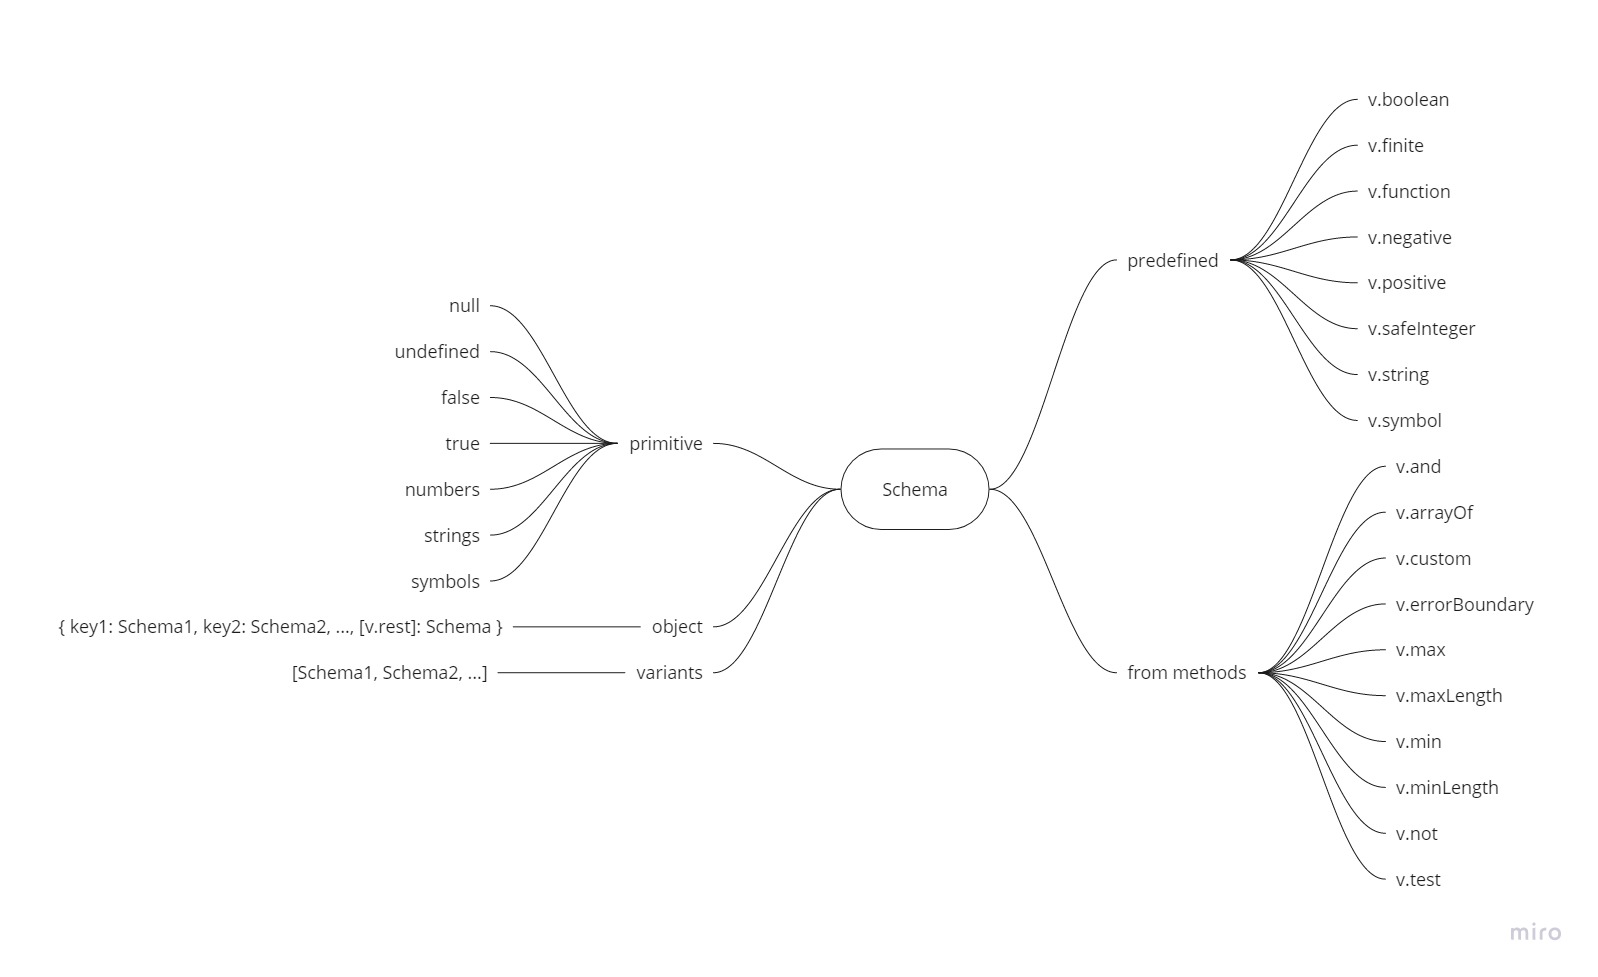 null
undefined
false
true
numbers
strings
symbols
primitive
{ key1: Schema1, key2: Schema2, ..., [v.rest]: Schema }
object
[Schema1, Schema2, ...]
variants
Schema
predefined
v.boolean
v.finite
v.function
v.negative
v.positive
v.safeInteger
v.string
v.symbol
from methods
v.and
v.arrayOf
v.custom
v.errorBoundary
v.max
v.maxLength
v.min
v.minLength
v.not
v.test
miro